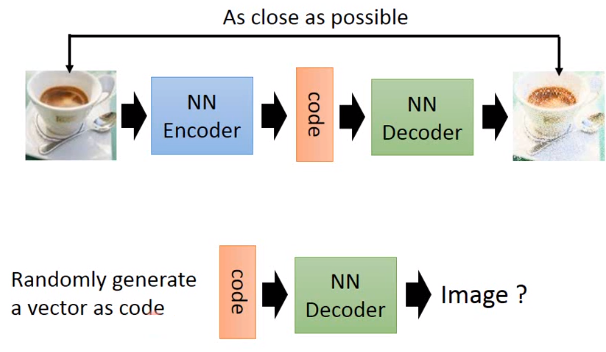 As close as possible
NN
Encoder
code
NN
Decoder
Randomly generate
a vector as code
code
NN
Decoder
Image ?